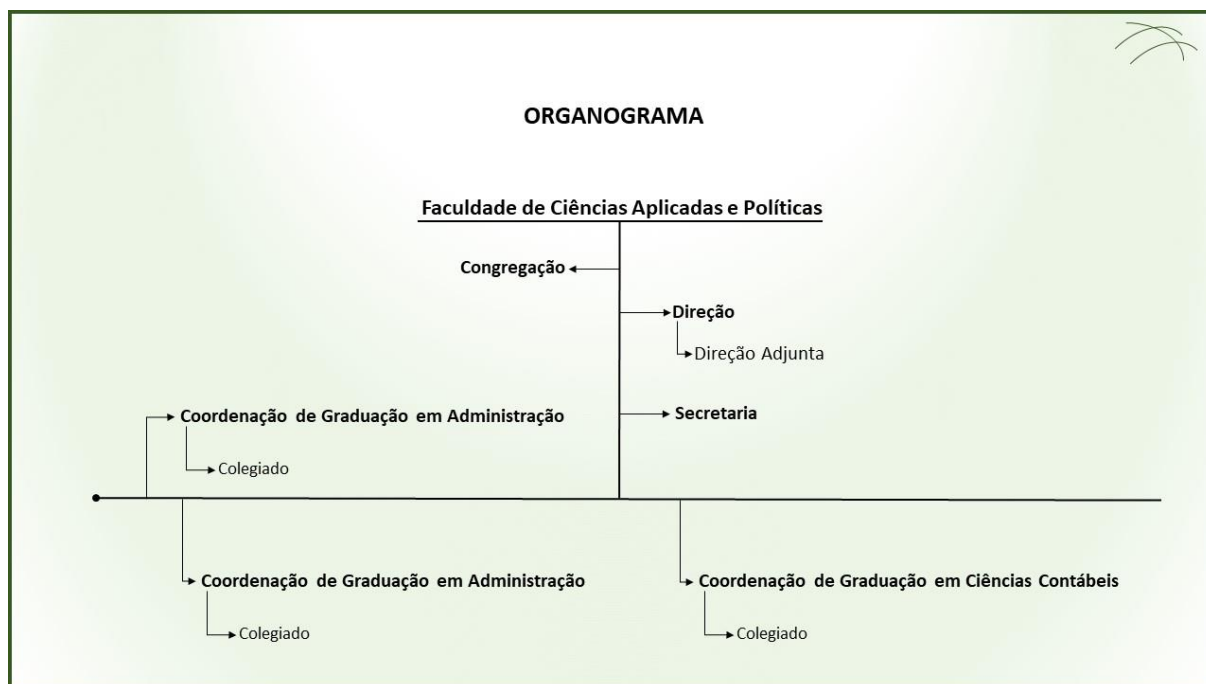 ORGANOGRAMA
Faculdade de Ciências Aplicadas e Políticas
Congregação
Direção
Direção Adjunta
Secretaria
Coordenação de Graduação em Administração
Colegiado
Coordenação de Graduação em Administração
Colegiado
Coordenação de Graduação em Ciências Contábeis
Colegiado